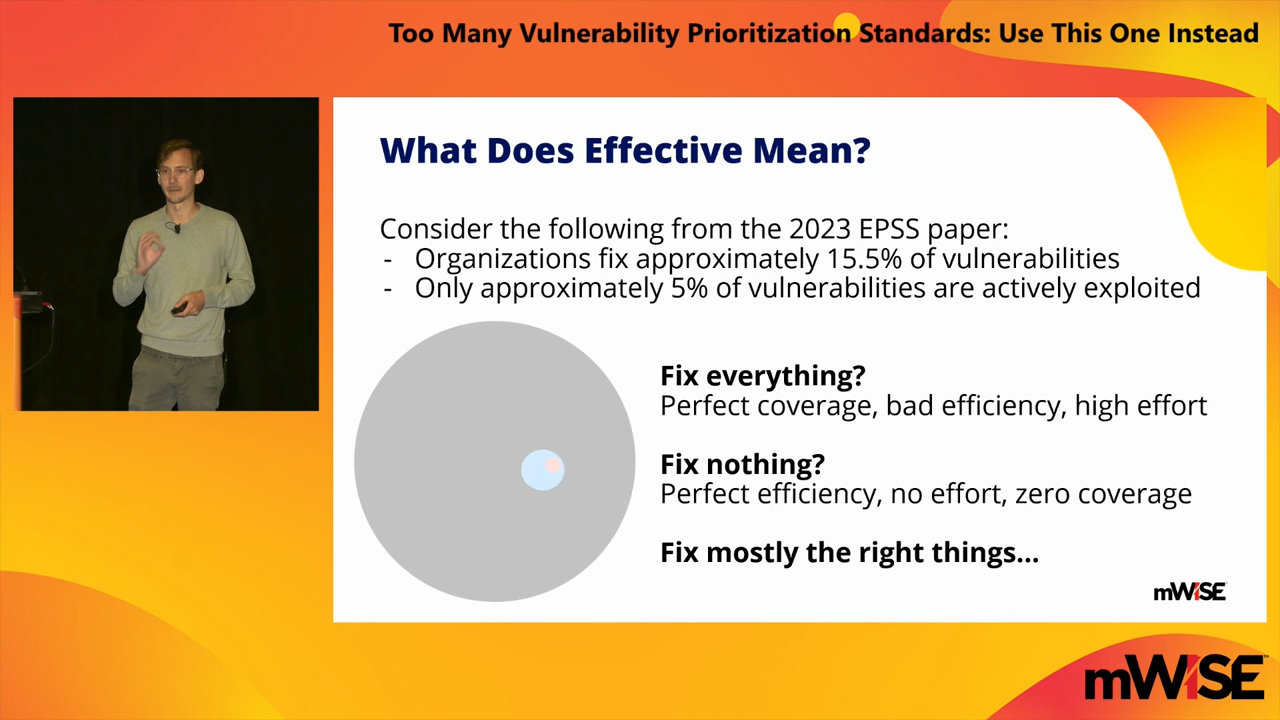 Too Many Vulnerability Prioritization Standards: Use This One Instead
What Does Effective Mean?
Consider the following from the 2023 EPSS paper:
- Organizations fix approximately 15.5% of vulnerabilities
- Only approximately 5% of vulnerabilities are actively exploited
Fix everything?
Perfect coverage, bad efficiency, high effort
Fix nothing?
Perfect efficiency, no effort, zero coverage
Fix mostly the right things...
mWISE
mWISE™